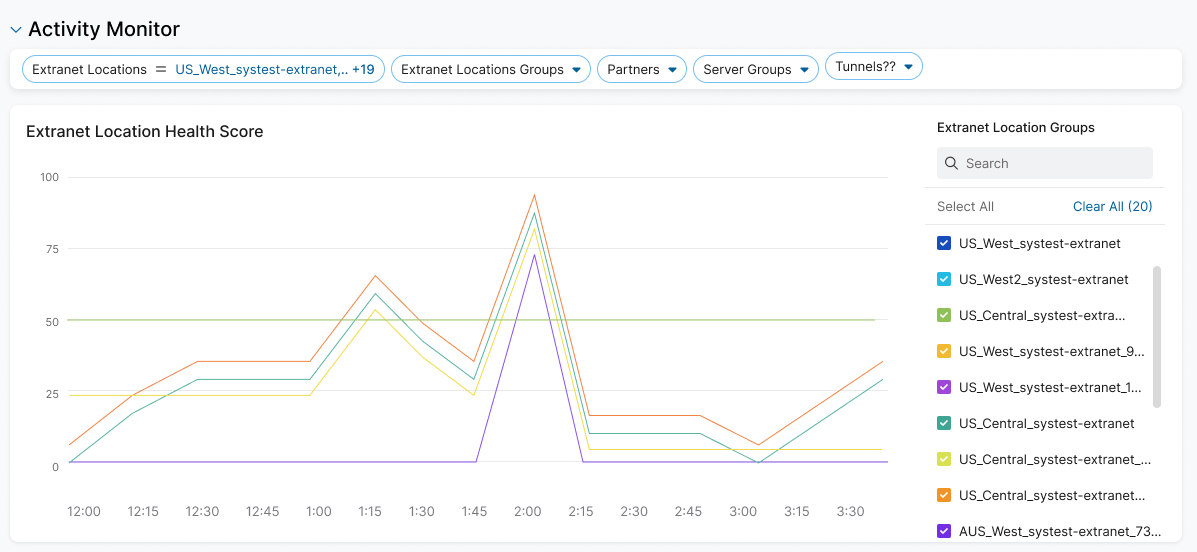 Activity Monitor
Extranet Locations = US_West_systest-extranet,.. +19
Extranet Locations Groups
Partners
Server Groups
Tunnels??
Extranet Location Health Score
100
75
50
25
0
12:00 12:15 12:30 12:45 1:00 1:15 1:30 1:45 2:00 2:15 2:30 2:45 3:00 3:15 3:30
Extranet Location Groups
Search
Select All Clear All (20)
US_West_systest-extranet
US_West2_systest-extranet
US_Central_systest-extra...
US_West_systest-extranet_9...
US_West_systest-extranet_1...
US_Central_systest-extranet
US_Central_systest-extranet_...
US_Central_systest-extranet...
AUS_West_systest-extranet_73...